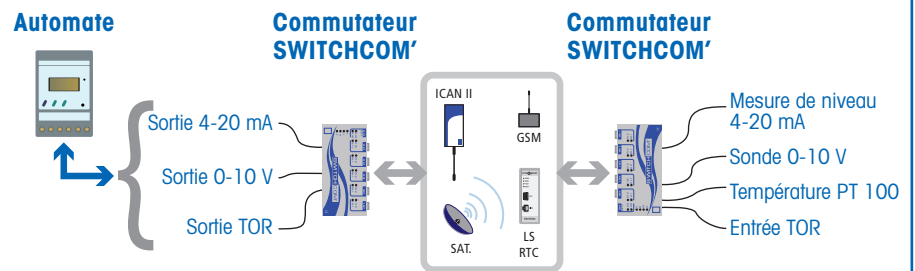 Automate
Commutateur
SWITCHCOM’
Commutateur
SWITCHCOM’
Sortie 4-20 mA
Sortie 0-10 V
Sortie TOR
ICAN II
GSM
SAT.
LS
RTC
Mesure de niveau
4-20 mA
Sonde 0-10 V
Température PT 100
Entrée TOR